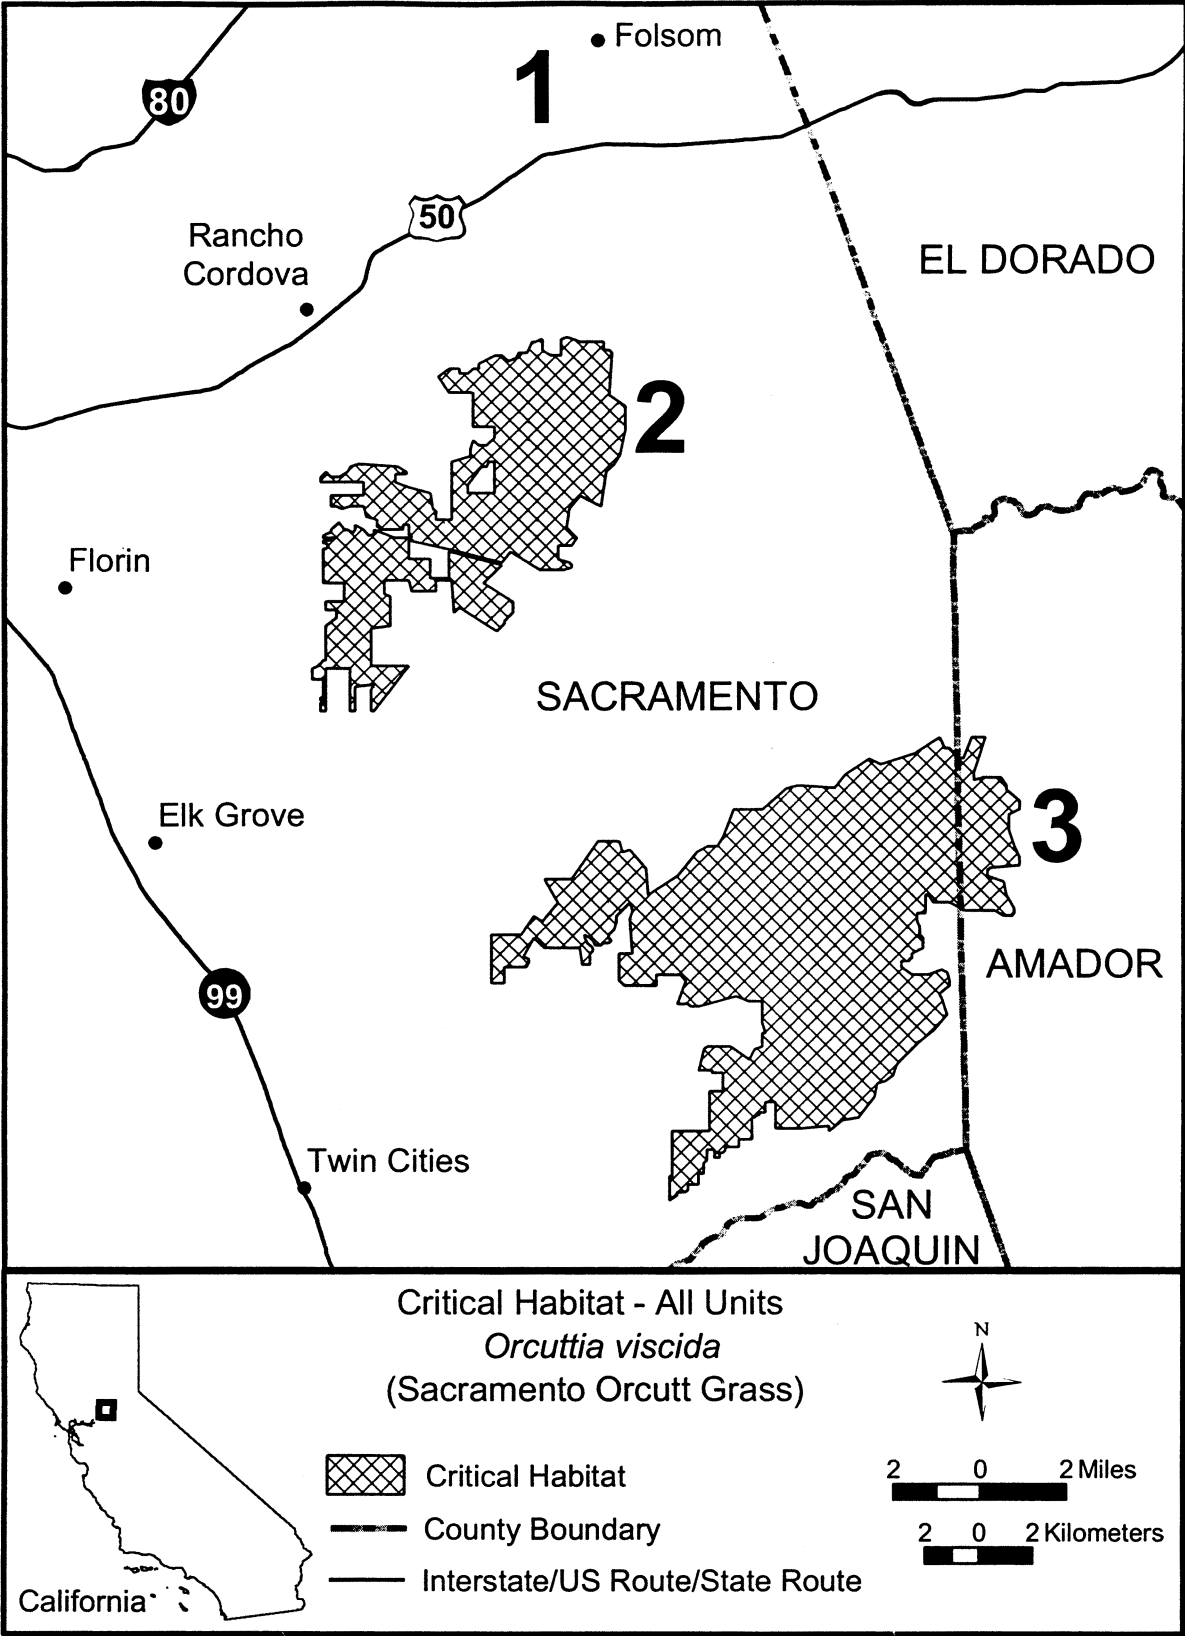 Folsom
1
80
50
Rancho
Cordova
EL DORADO
2
Florin
SACRAMENTO
3
Elk Grove
AMADOR
99
Twin Cities
SAN
JOAQUIN
Critical Habitat - All Units
Orcuttia viscida
(Sacramento Orcutt Grass)
N
Critical Habitat
2 0 2 Miles
County Boundary
2 0 2 Kilometers
Interstate/US Route/State Route
California